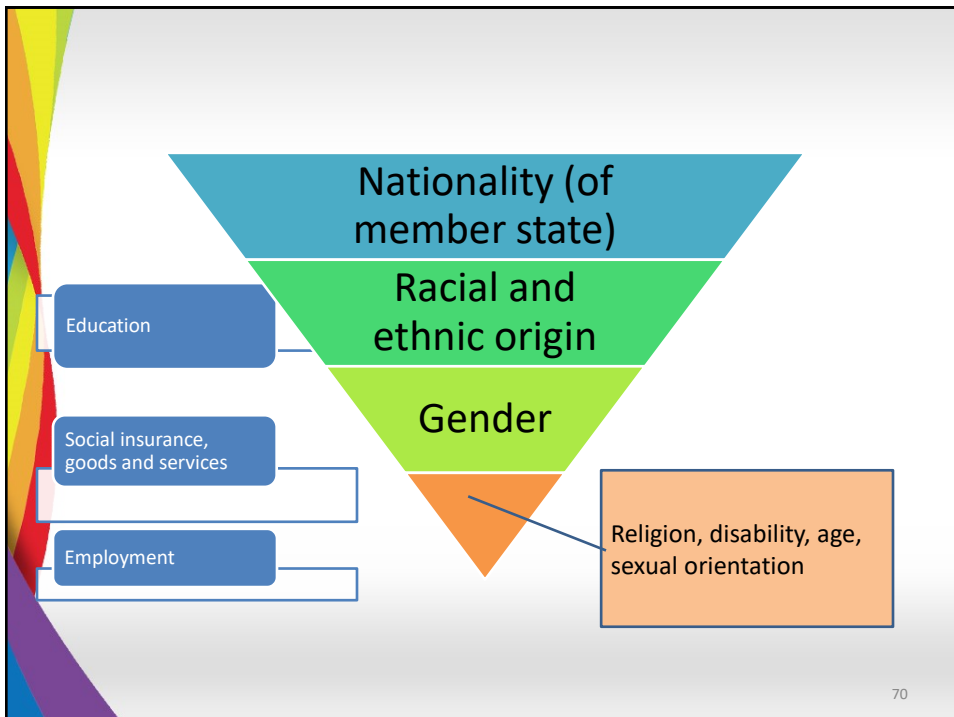 Nationality (of
member state)
Racial and
ethnic origin
Education
Gender
Social insurance,
goods and services
Religion, disability, age,
sexual orientation
Employment
70